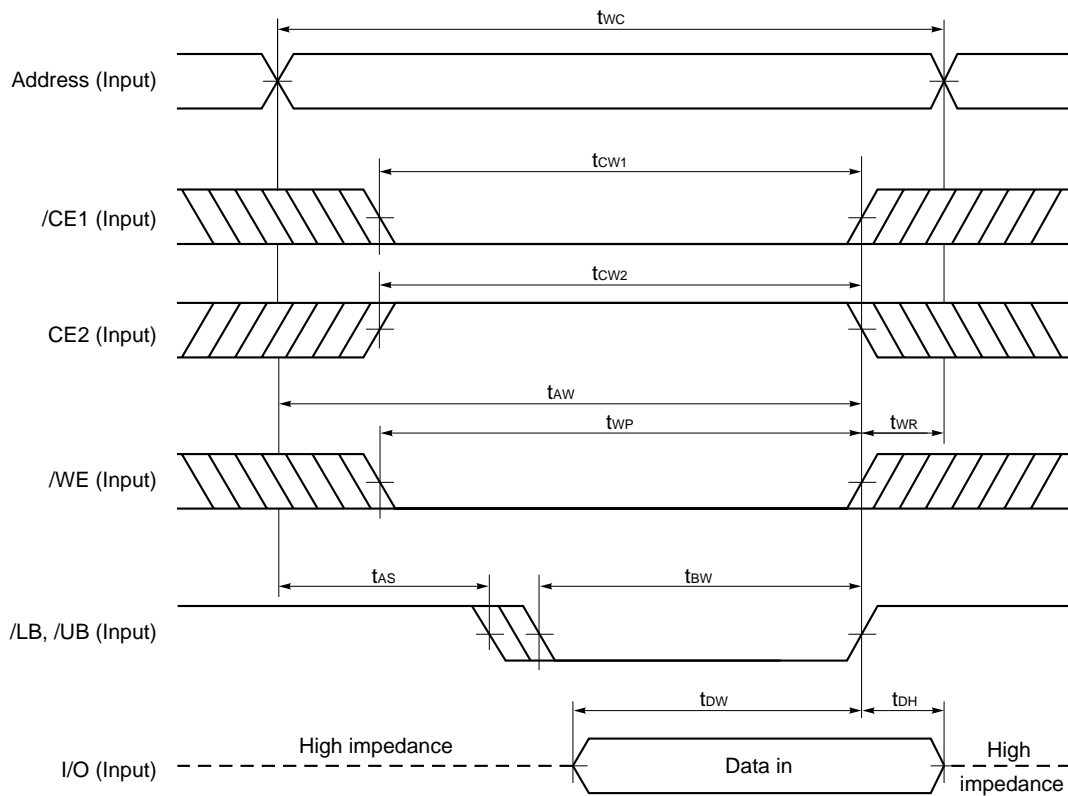 tWC
Address (Input)
tCW1
/CE1 (Input)
tCW2
CE2 (Input)
tAW
tWP
tWR
/WE (Input)
tAS
tBW
/LB, /UB (Input)
tDW
tDH
High impedance
I/O (Input)
Data in
High
impedance